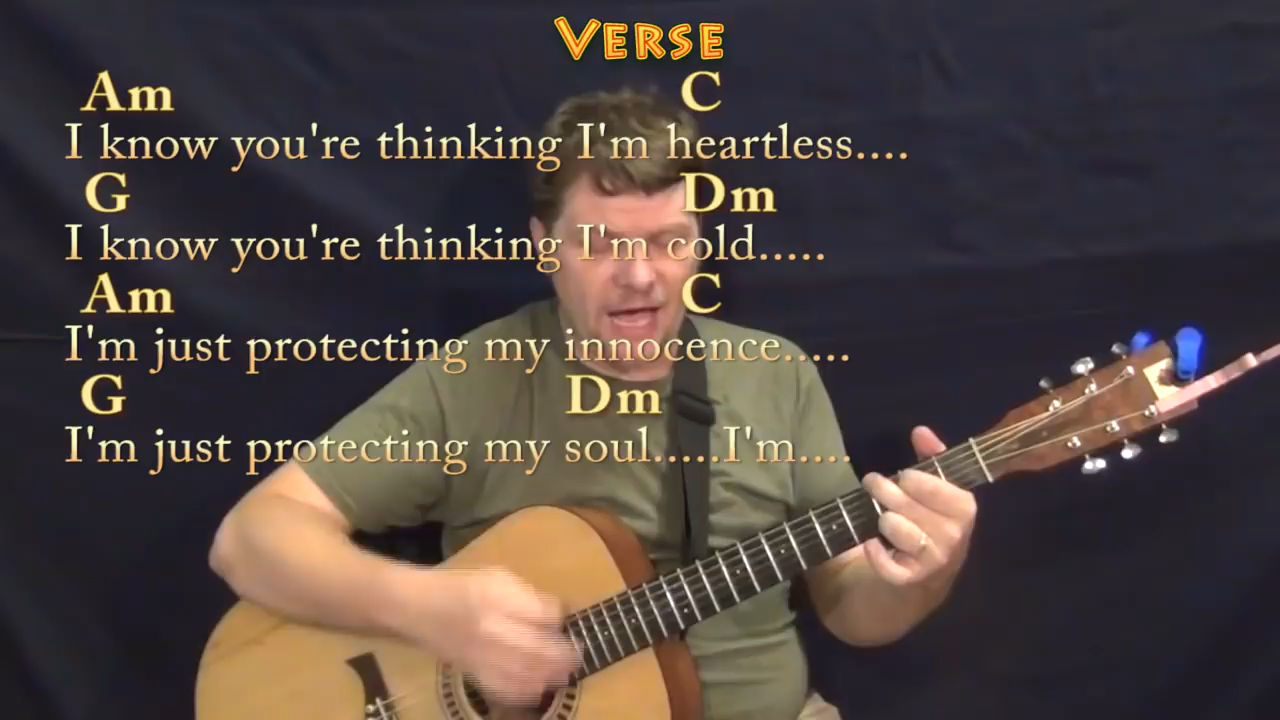 VERSE
Am C
I know you're thinking I'm heartless....
G Dm
I know you're thinking I'm cold.....
Am C
I'm just protecting my innocence.....
G Dm
I'm just protecting my soul.....I'm....